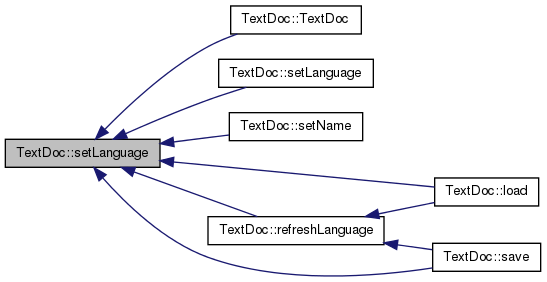 TextDoc::TextDoc
TextDoc::setLanguage
TextDoc::setName
TextDoc::setLanguage
TextDoc::load
TextDoc::refreshLanguage
TextDoc::save